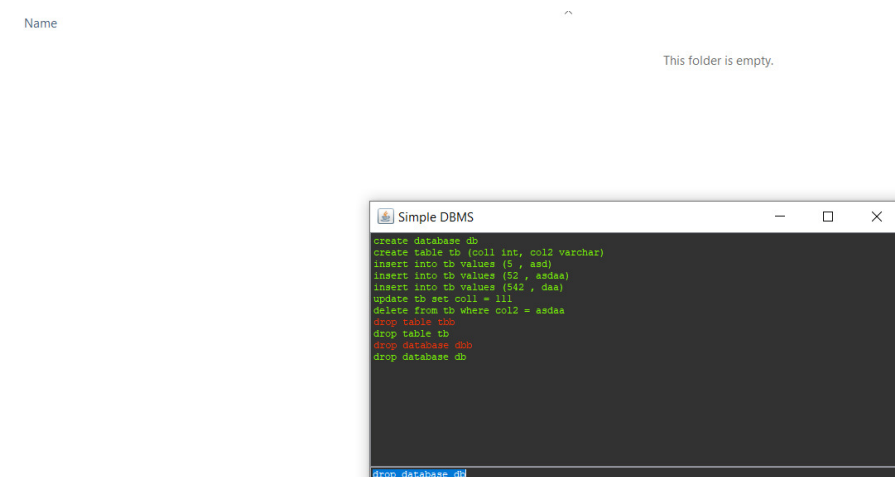 Name
This folder is empty.
Simple DBMS
create database db
create table tb (col1 int, col2 varchar)
insert into tb values (5 , asd)
insert into tb values (52 , asdaa)
insert into tb values (542 , daa)
update tb set col1 = 111
delete from tb where col2 = asdaa
drop table tbb
drop table tb
drop database dbb
drop database db
drop database db